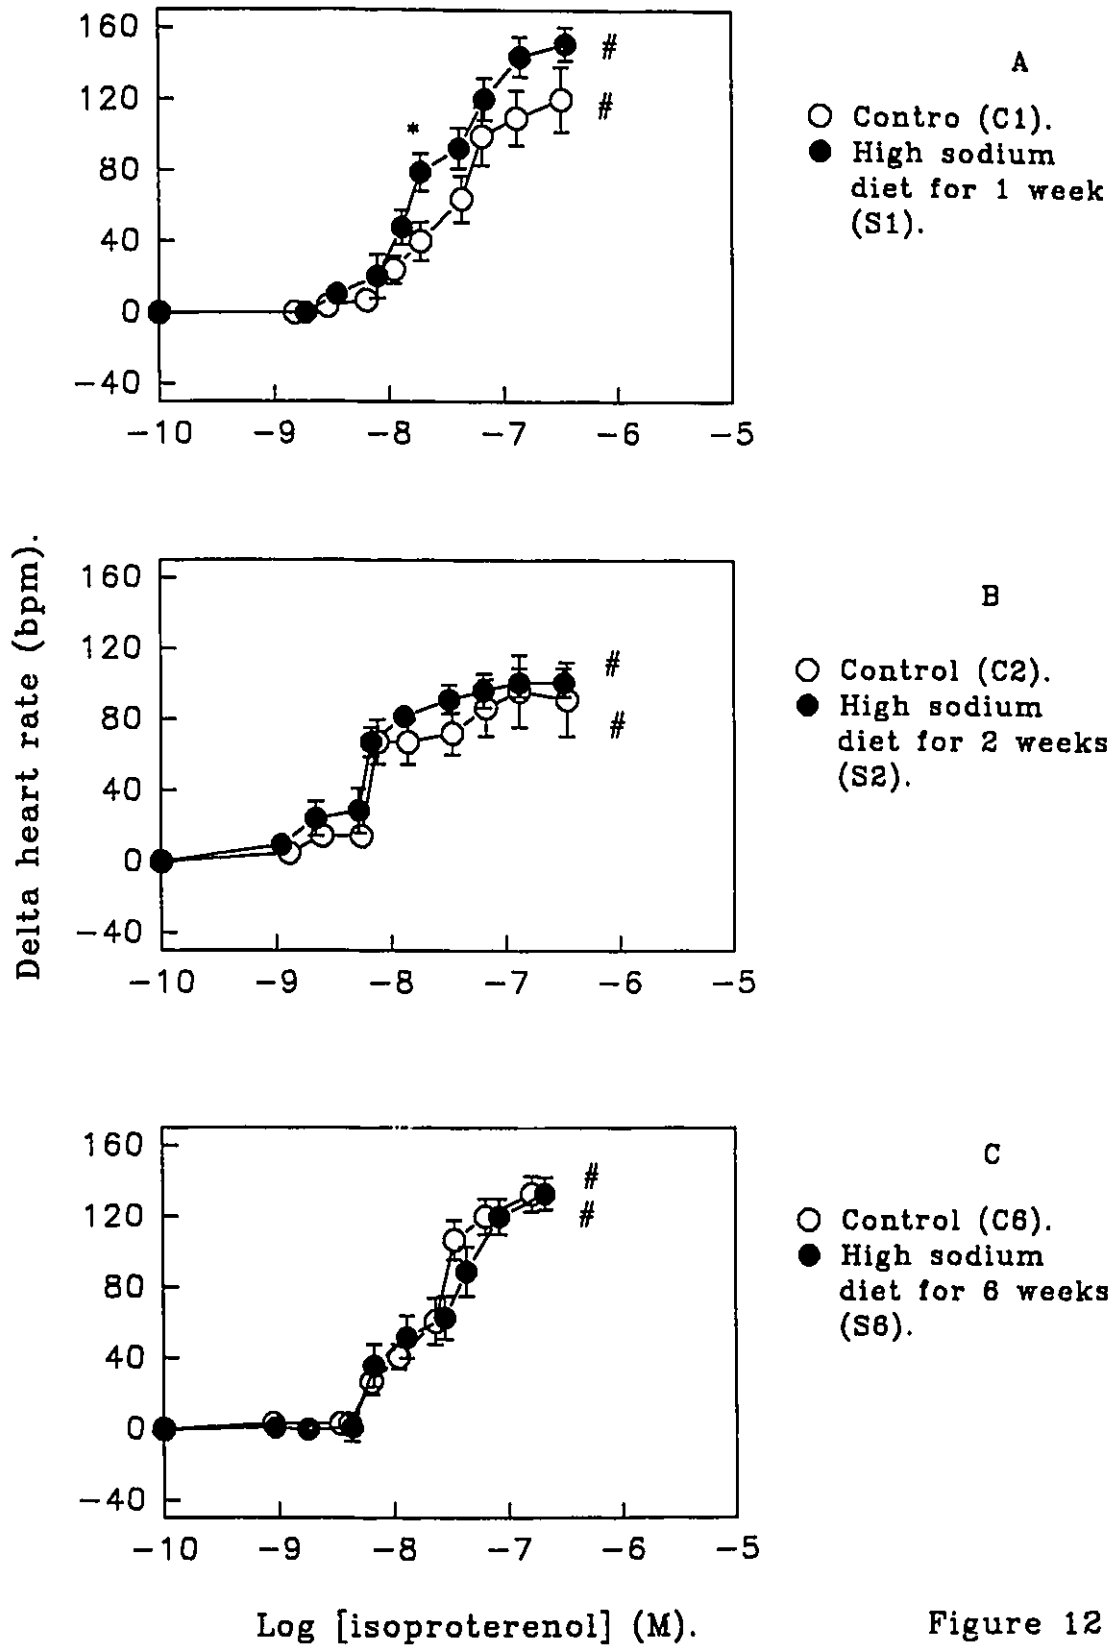 160
120
80
40
0
−40
−10 −9 −8 −7 −6 −5
*
#
#
A
Contro (C1).
High sodium
diet for 1 week
(S1).
Delta heart rate (bpm).
160
120
80
40
0
−40
−10 −9 −8 −7 −6 −5
#
#
B
Control (C2).
High sodium
diet for 2 weeks
(S2).
160
120
80
40
0
−40
−10 −9 −8 −7 −6 −5
#
#
C
Control (C6).
High sodium
diet for 6 weeks
(S6).
Log [isoproterenol] (M).
Figure 12